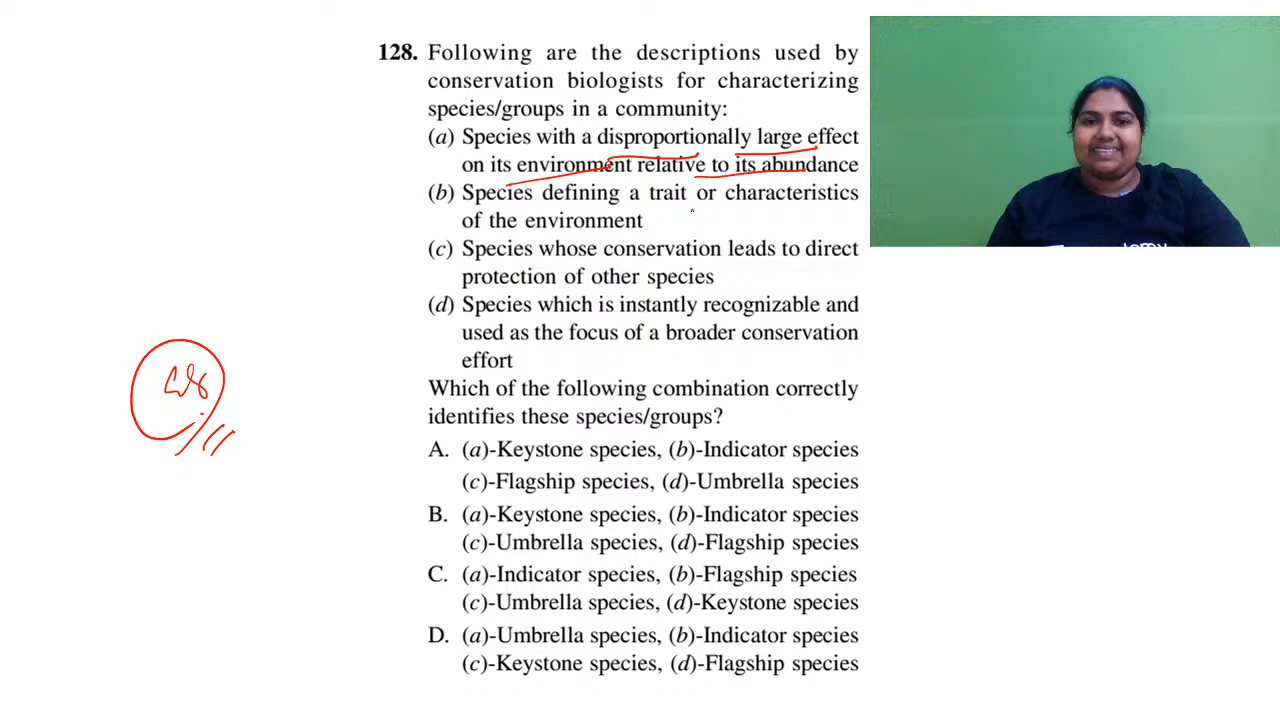 128. Following are the descriptions used by
conservation biologists for characterizing
species/groups in a community:
(a) Species with a disproportionally large effect
on its environment relative to its abundance
(b) Species defining a trait or characteristics
of the environment
(c) Species whose conservation leads to direct
protection of other species
(d) Species which is instantly recognizable and
used as the focus of a broader conservation
effort
Which of the following combination correctly
identifies these species/groups?
A. (a)-Keystone species, (b)-Indicator species
(c)-Flagship species, (d)-Umbrella species
B. (a)-Keystone species, (b)-Indicator species
(c)-Umbrella species, (d)-Flagship species
C. (a)-Indicator species, (b)-Flagship species
(c)-Umbrella species, (d)-Keystone species
D. (a)-Umbrella species, (b)-Indicator species
(c)-Keystone species, (d)-Flagship species